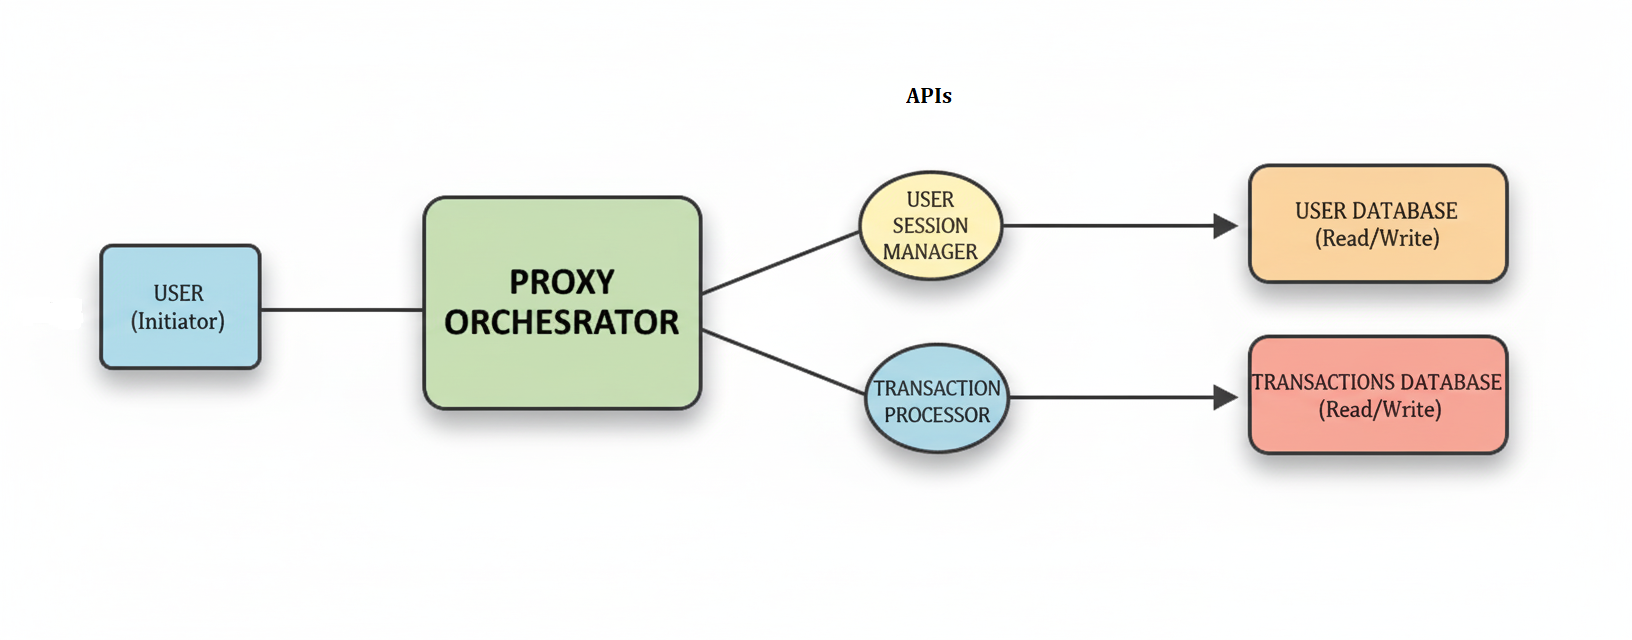 APIs
USER
(Initiator)
PROXY
ORCHESRATOR
USER
SESSION
MANAGER
TRANSACTION
PROCESSOR
USER DATABASE
(Read/Write)
TRANSACTIONS DATABASE
(Read/Write)